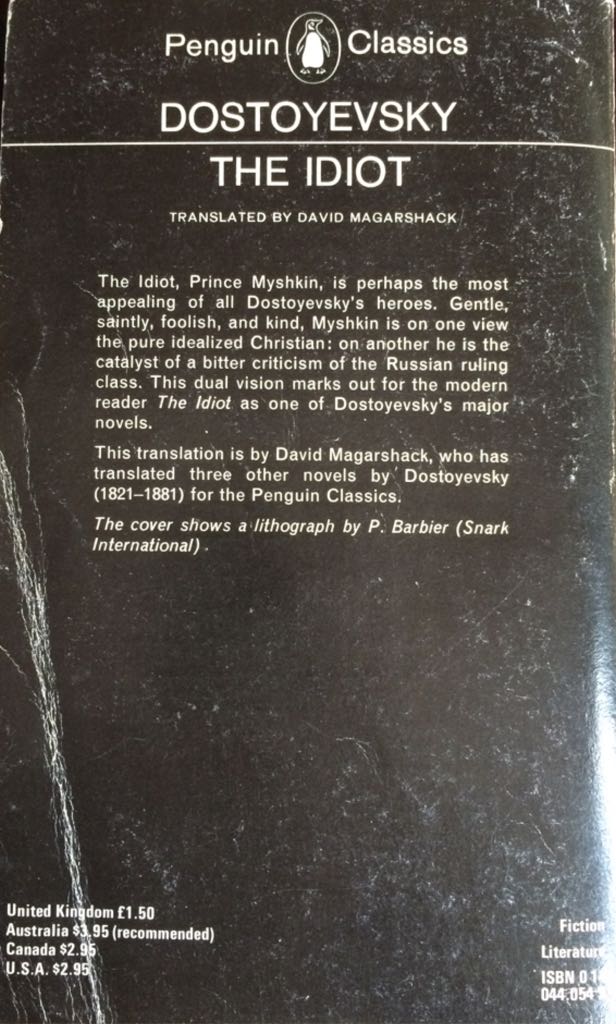 Penguin Classics
DOSTOYEVSKY
THE IDIOT
TRANSLATED BY DAVID MAGARSHACK
The Idiot, Prince Myshkin, is perhaps the most
appealing of all Dostoyevsky's heroes. Gentle,
saintly, foolish, and kind, Myshkin is on one view
the pure idealized Christian: on another he is the
catalyst of a bitter criticism of the Russian ruling
class. This dual vision marks out for the modern
reader The Idiot as one of Dostoyevsky's major
novels.
This translation is by David Magarshack, who has
translated three other novels by Dostoyevsky
(1821–1881) for the Penguin Classics.
The cover shows a lithograph by P. Barbier (Snark
International).
United Kingdom £1.50
Australia $3.95 (recommended)
Canada $2.95
U.S.A. $2.95
Fiction
Literature
ISBN 0 1
044.054